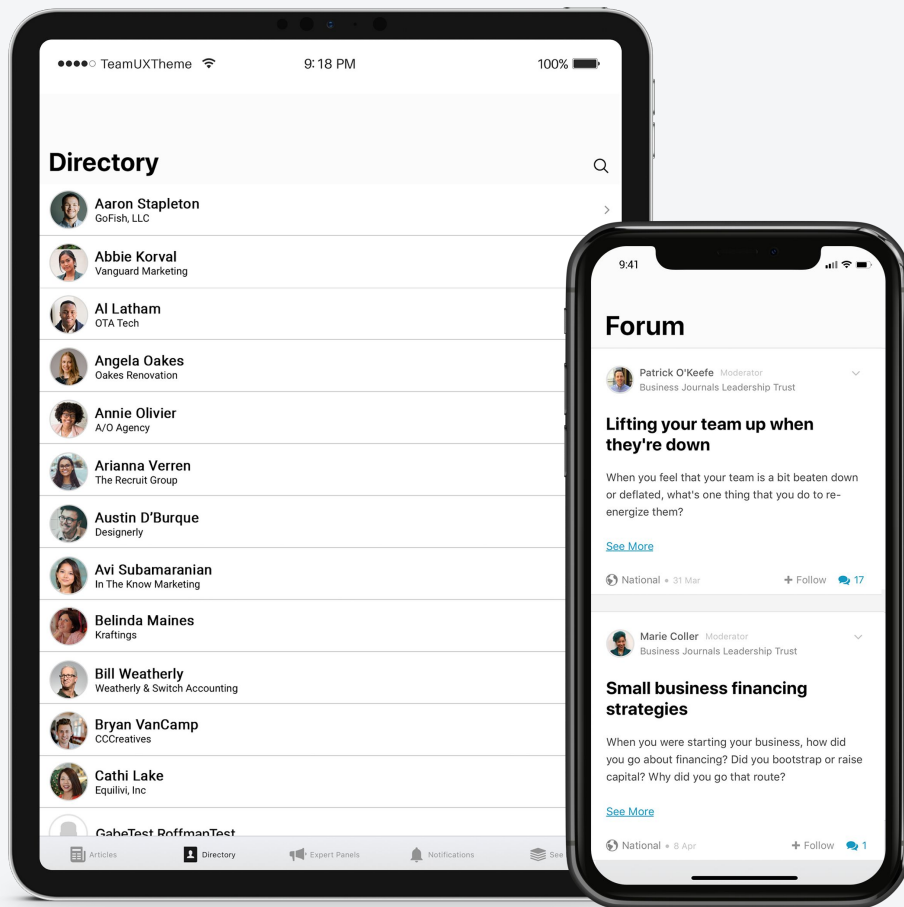 TeamUXTheme 9:18 PM 100%
Directory
Aaron Stapleton
GoFish, LLC
Abbie Korval
Vanguard Marketing
Al Latham
OTA Tech
Angela Oakes
Oakes Renovation
Annie Olivier
A/O Agency
Arianna Verren
The Recruit Group
Austin D’Burque
Designerly
Avi Subamaranian
In The Know Marketing
Belinda Maines
Kraftings
Bill Weatherly
Weatherly & Switch Accounting
Bryan VanCamp
CCCreatives
Cathi Lake
Equilivi, Inc
GabeTest RoffmanTest
Articles Directory Expert Panels Notifications See
9:41
Forum
Patrick O'Keefe Moderator
Business Journals Leadership Trust
Lifting your team up when
they're down
When you feel that your team is a bit beaten down
or deflated, what's one thing that you do to re-
energize them?
See More
National • 31 Mar + Follow 17
Marie Coller Moderator
Business Journals Leadership Trust
Small business financing
strategies
When you were starting your business, how did
you go about financing? Did you bootstrap or raise
capital? Why did you go that route?
See More
National • 8 Apr + Follow 1